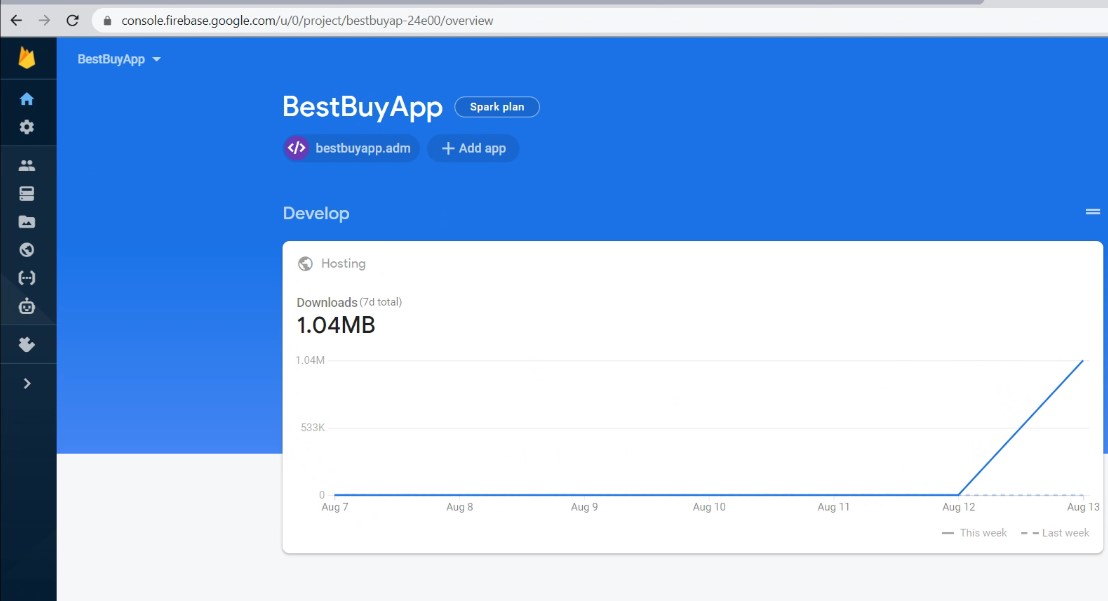 console.firebase.google.com/u/0/project/bestbuyap-24e00/overview
BestBuyApp
BestBuyApp Spark plan
bestbuyapp.adm + Add app
Develop
Hosting
Downloads (7d total)
1.04MB
1.04M
533K
0
Aug 7 Aug 8 Aug 9 Aug 10 Aug 11 Aug 12 Aug 13
This week Last week